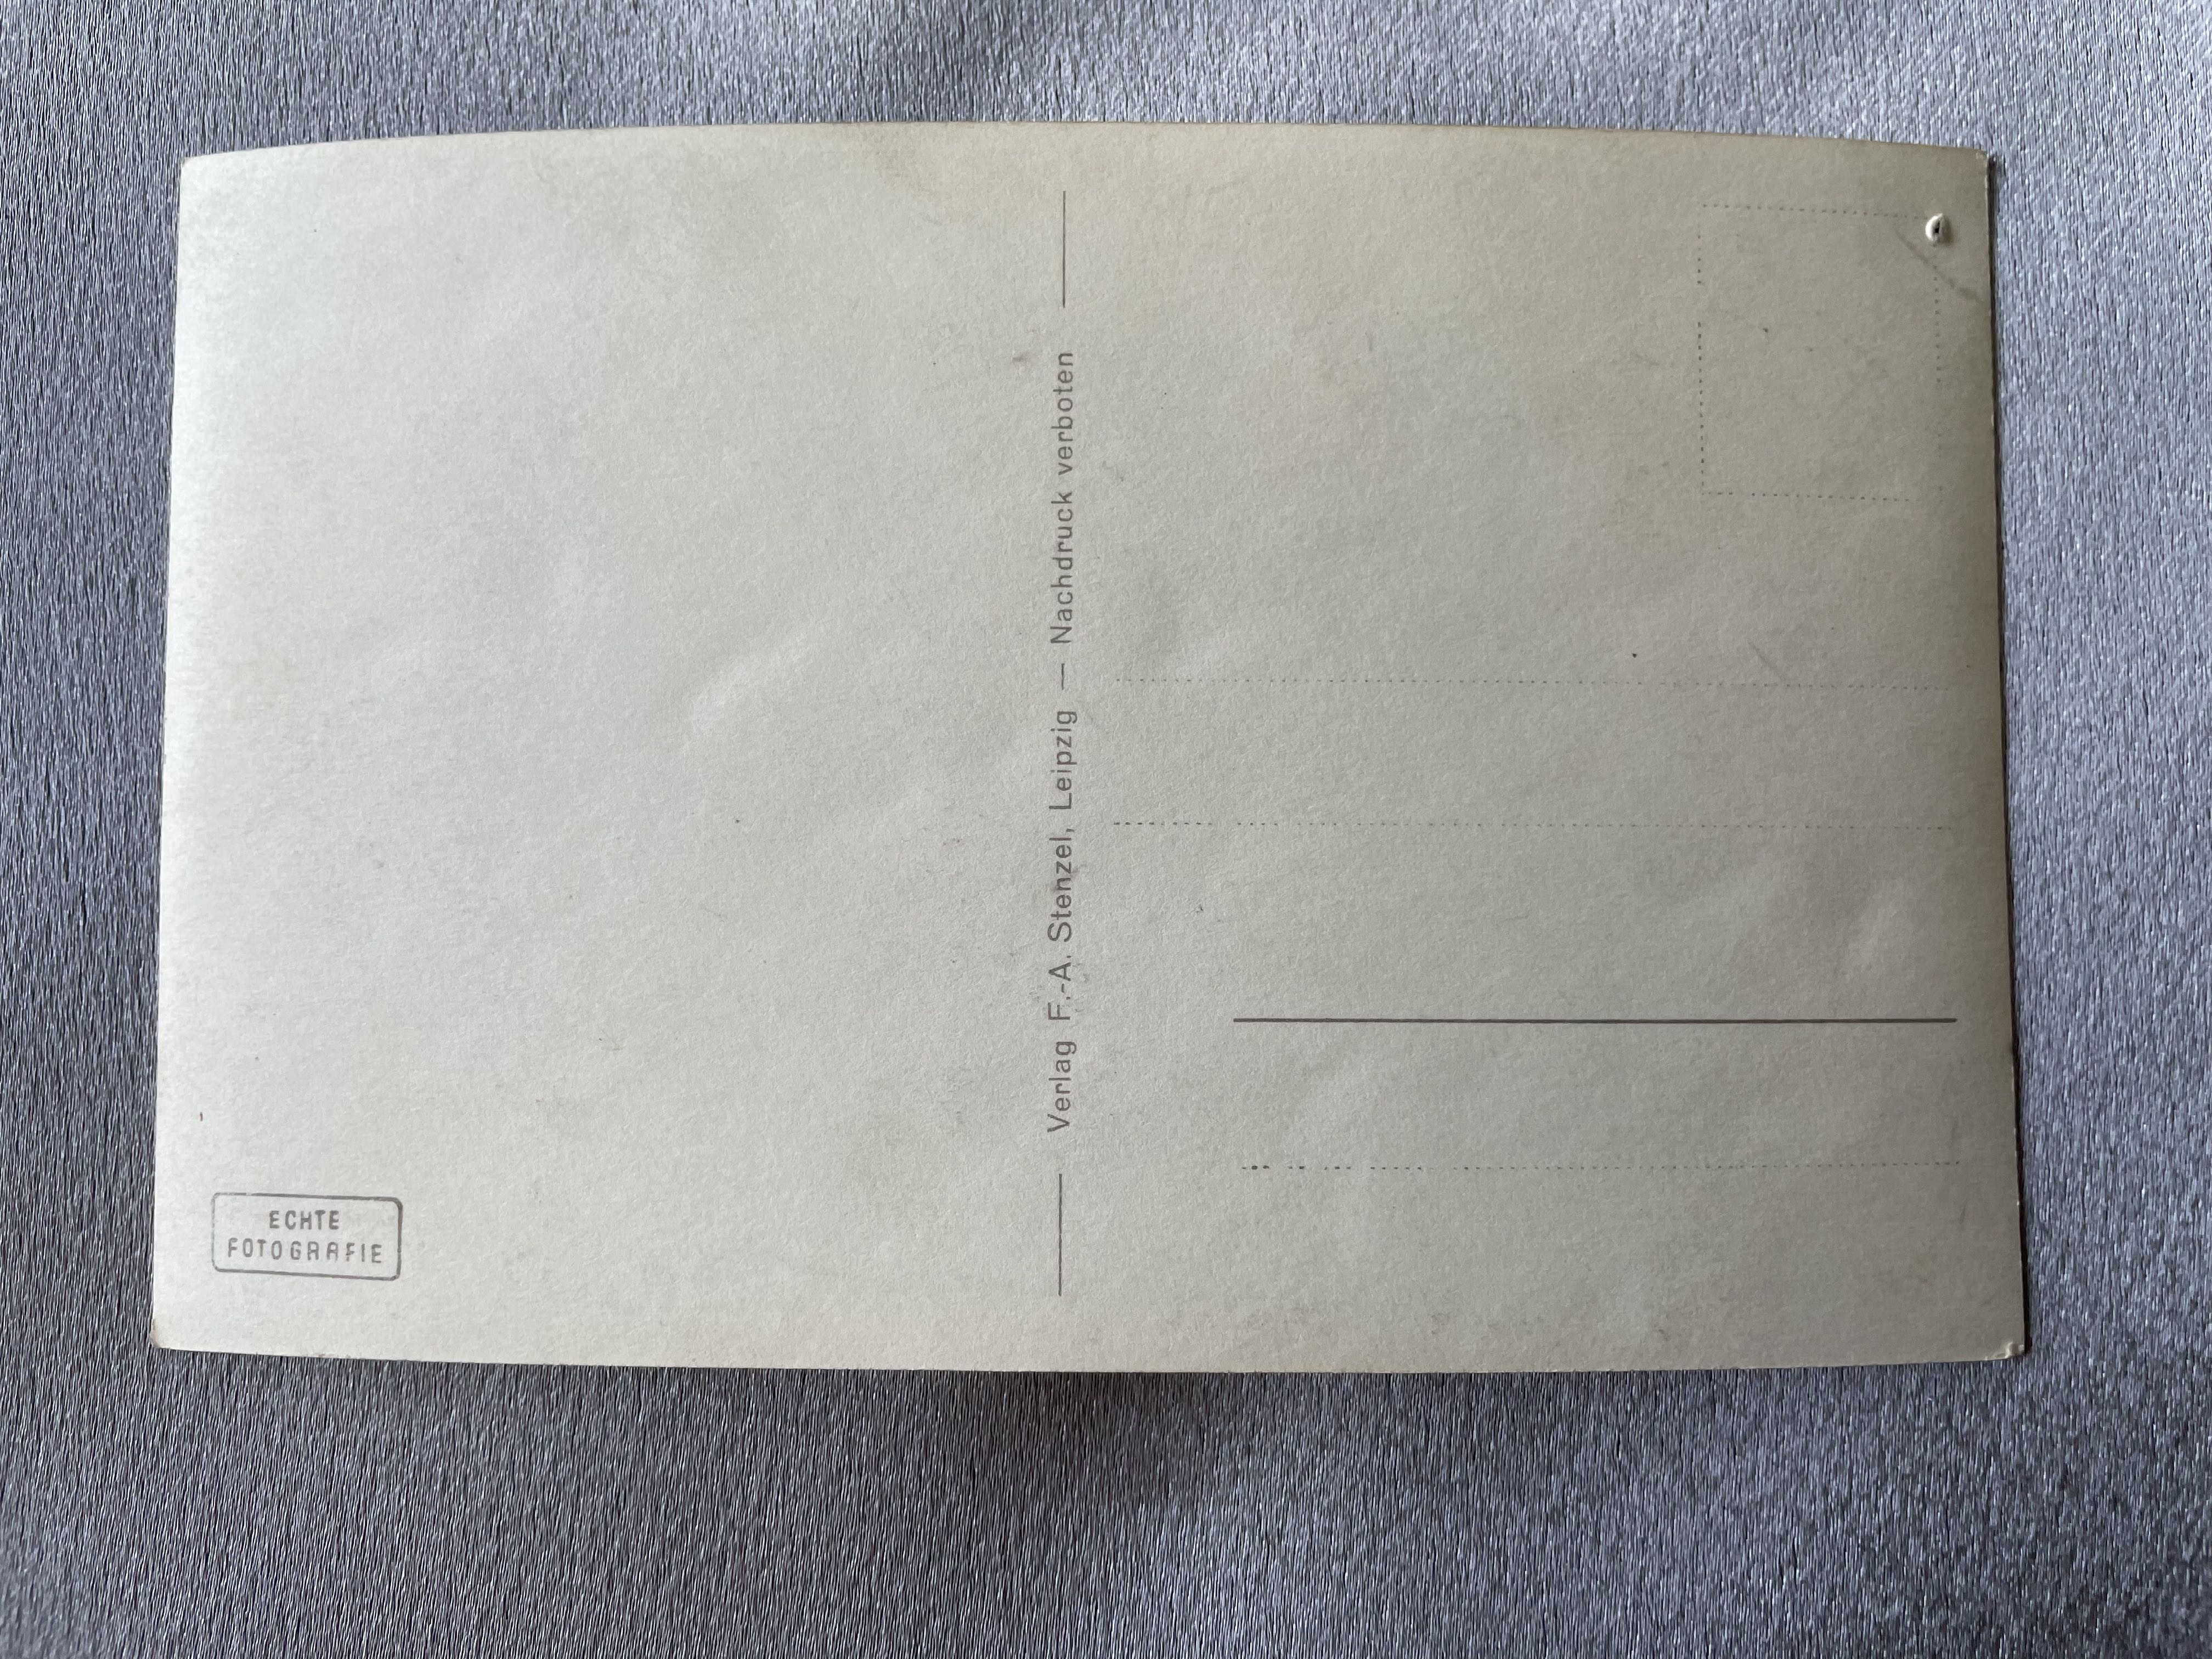 Verlag F.-A. Stenzel, Leipzig — Nachdruck verboten
ECHTE
FOTOGRAFIE